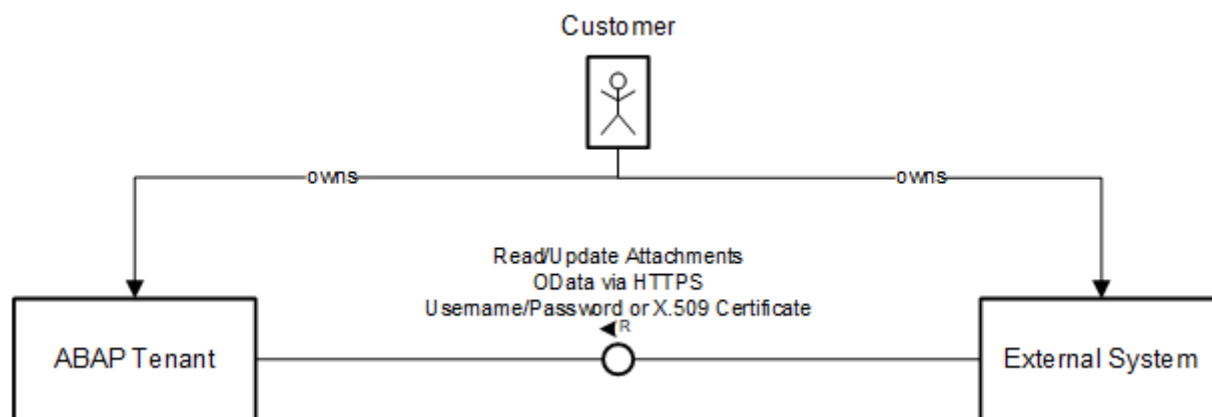 Customer
owns
owns
Read/Update Attachments
OData via HTTPS
Username/Password or X.509 Certificate
R
ABAP Tenant
External System